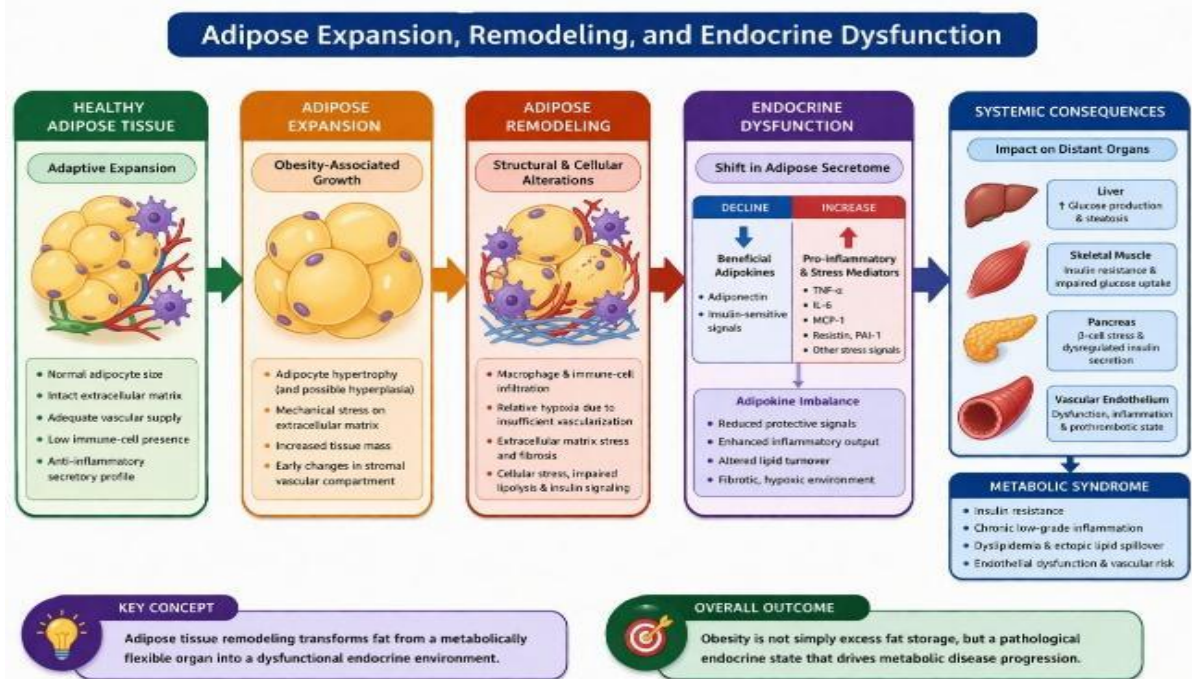 Adipose Expansion, Remodeling, and Endocrine Dysfunction
HEALTHY
ADIPOSE TISSUE
Adaptive Expansion
• Normal adipocyte size
• Intact extracellular matrix
• Adequate vascular supply
• Low immune-cell presence
• Anti-inflammatory
secretory profile
ADIPOSE
EXPANSION
Obesity-Associated
Growth
• Adipocyte hypertrophy
(and possible hyperplasia)
• Mechanical stress on
extracellular matrix
• Increased tissue mass
• Early changes in stromal
vascular compartment
ADIPOSE
REMODELING
Structural & Cellular
Alterations
• Macrophage & immune-cell
infiltration
• Relative hypoxia due to
insufficient vascularization
• Extracellular matrix stress
and fibrosis
• Cellular stress, impaired
lipolysis & insulin signaling
ENDOCRINE
DYSFUNCTION
Shift in Adipose Secretome
DECLINE
Beneficial
Adipokines
• Adiponectin
• Insulin-sensitive
signals
INCREASE
Pro-inflammatory
& Stress Mediators
• TNF-α
• IL-6
• MCP-1
• Resistin, PAI-1
• Other stress signals
Adipokine Imbalance
• Reduced protective signals
• Enhanced inflammatory output
• Altered lipid turnover
• Fibrotic, hypoxic environment
SYSTEMIC CONSEQUENCES
Impact on Distant Organs
Liver
↑ Glucose production
& steatosis
Skeletal Muscle
Insulin resistance &
impaired glucose uptake
Pancreas
β-cell stress &
dysregulated insulin
secretion
Vascular Endothelium
Dysfunction, inflammation
& prothrombotic state
METABOLIC SYNDROME
• Insulin resistance
• Chronic low-grade inflammation
• Dyslipidemia & ectopic lipid spillover
• Endothelial dysfunction & vascular risk
KEY CONCEPT
Adipose tissue remodeling transforms fat from a metabolically
flexible organ into a dysfunctional endocrine environment.
OVERALL OUTCOME
Obesity is not simply excess fat storage, but a pathological
endocrine state that drives metabolic disease progression.